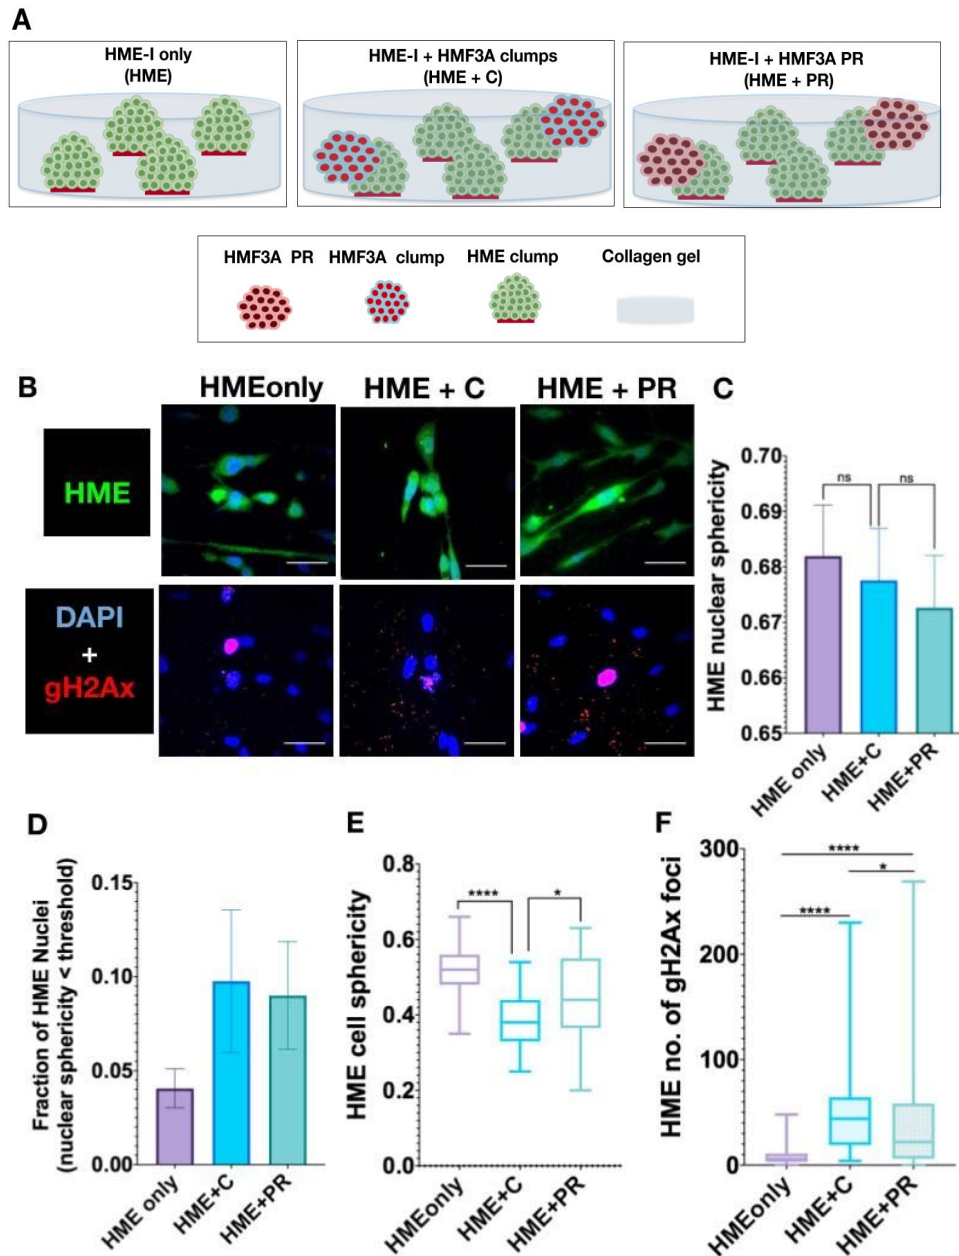 A
HME-I only
(HME)
HME-I + HMF3A clumps
(HME + C)
HME-I + HMF3A PR
(HME + PR)
HMF3A PR
HMF3A clump
HME clump
Collagen gel
B
HMEonly
HME + C
HME + PR
HME
DAPI
+
gH2Ax
C
HME nuclear sphericity
0.70
0.69
0.68
0.67
0.66
0.65
ns
ns
HME only
HME+C
HME+PR
D
Fraction of HME Nuclei
(nuclear sphericity < threshold)
0.15
0.10
0.05
0.00
HME only
HME+C
HME+PR
E
HME cell sphericity
0.8
0.6
0.4
0.2
0.0
****
*
HMEonly
HME+C
HME+PR
F
HME no. of gH2Ax foci
300
200
100
0
****
*
****
HMEonly
HME+C
HME+PR